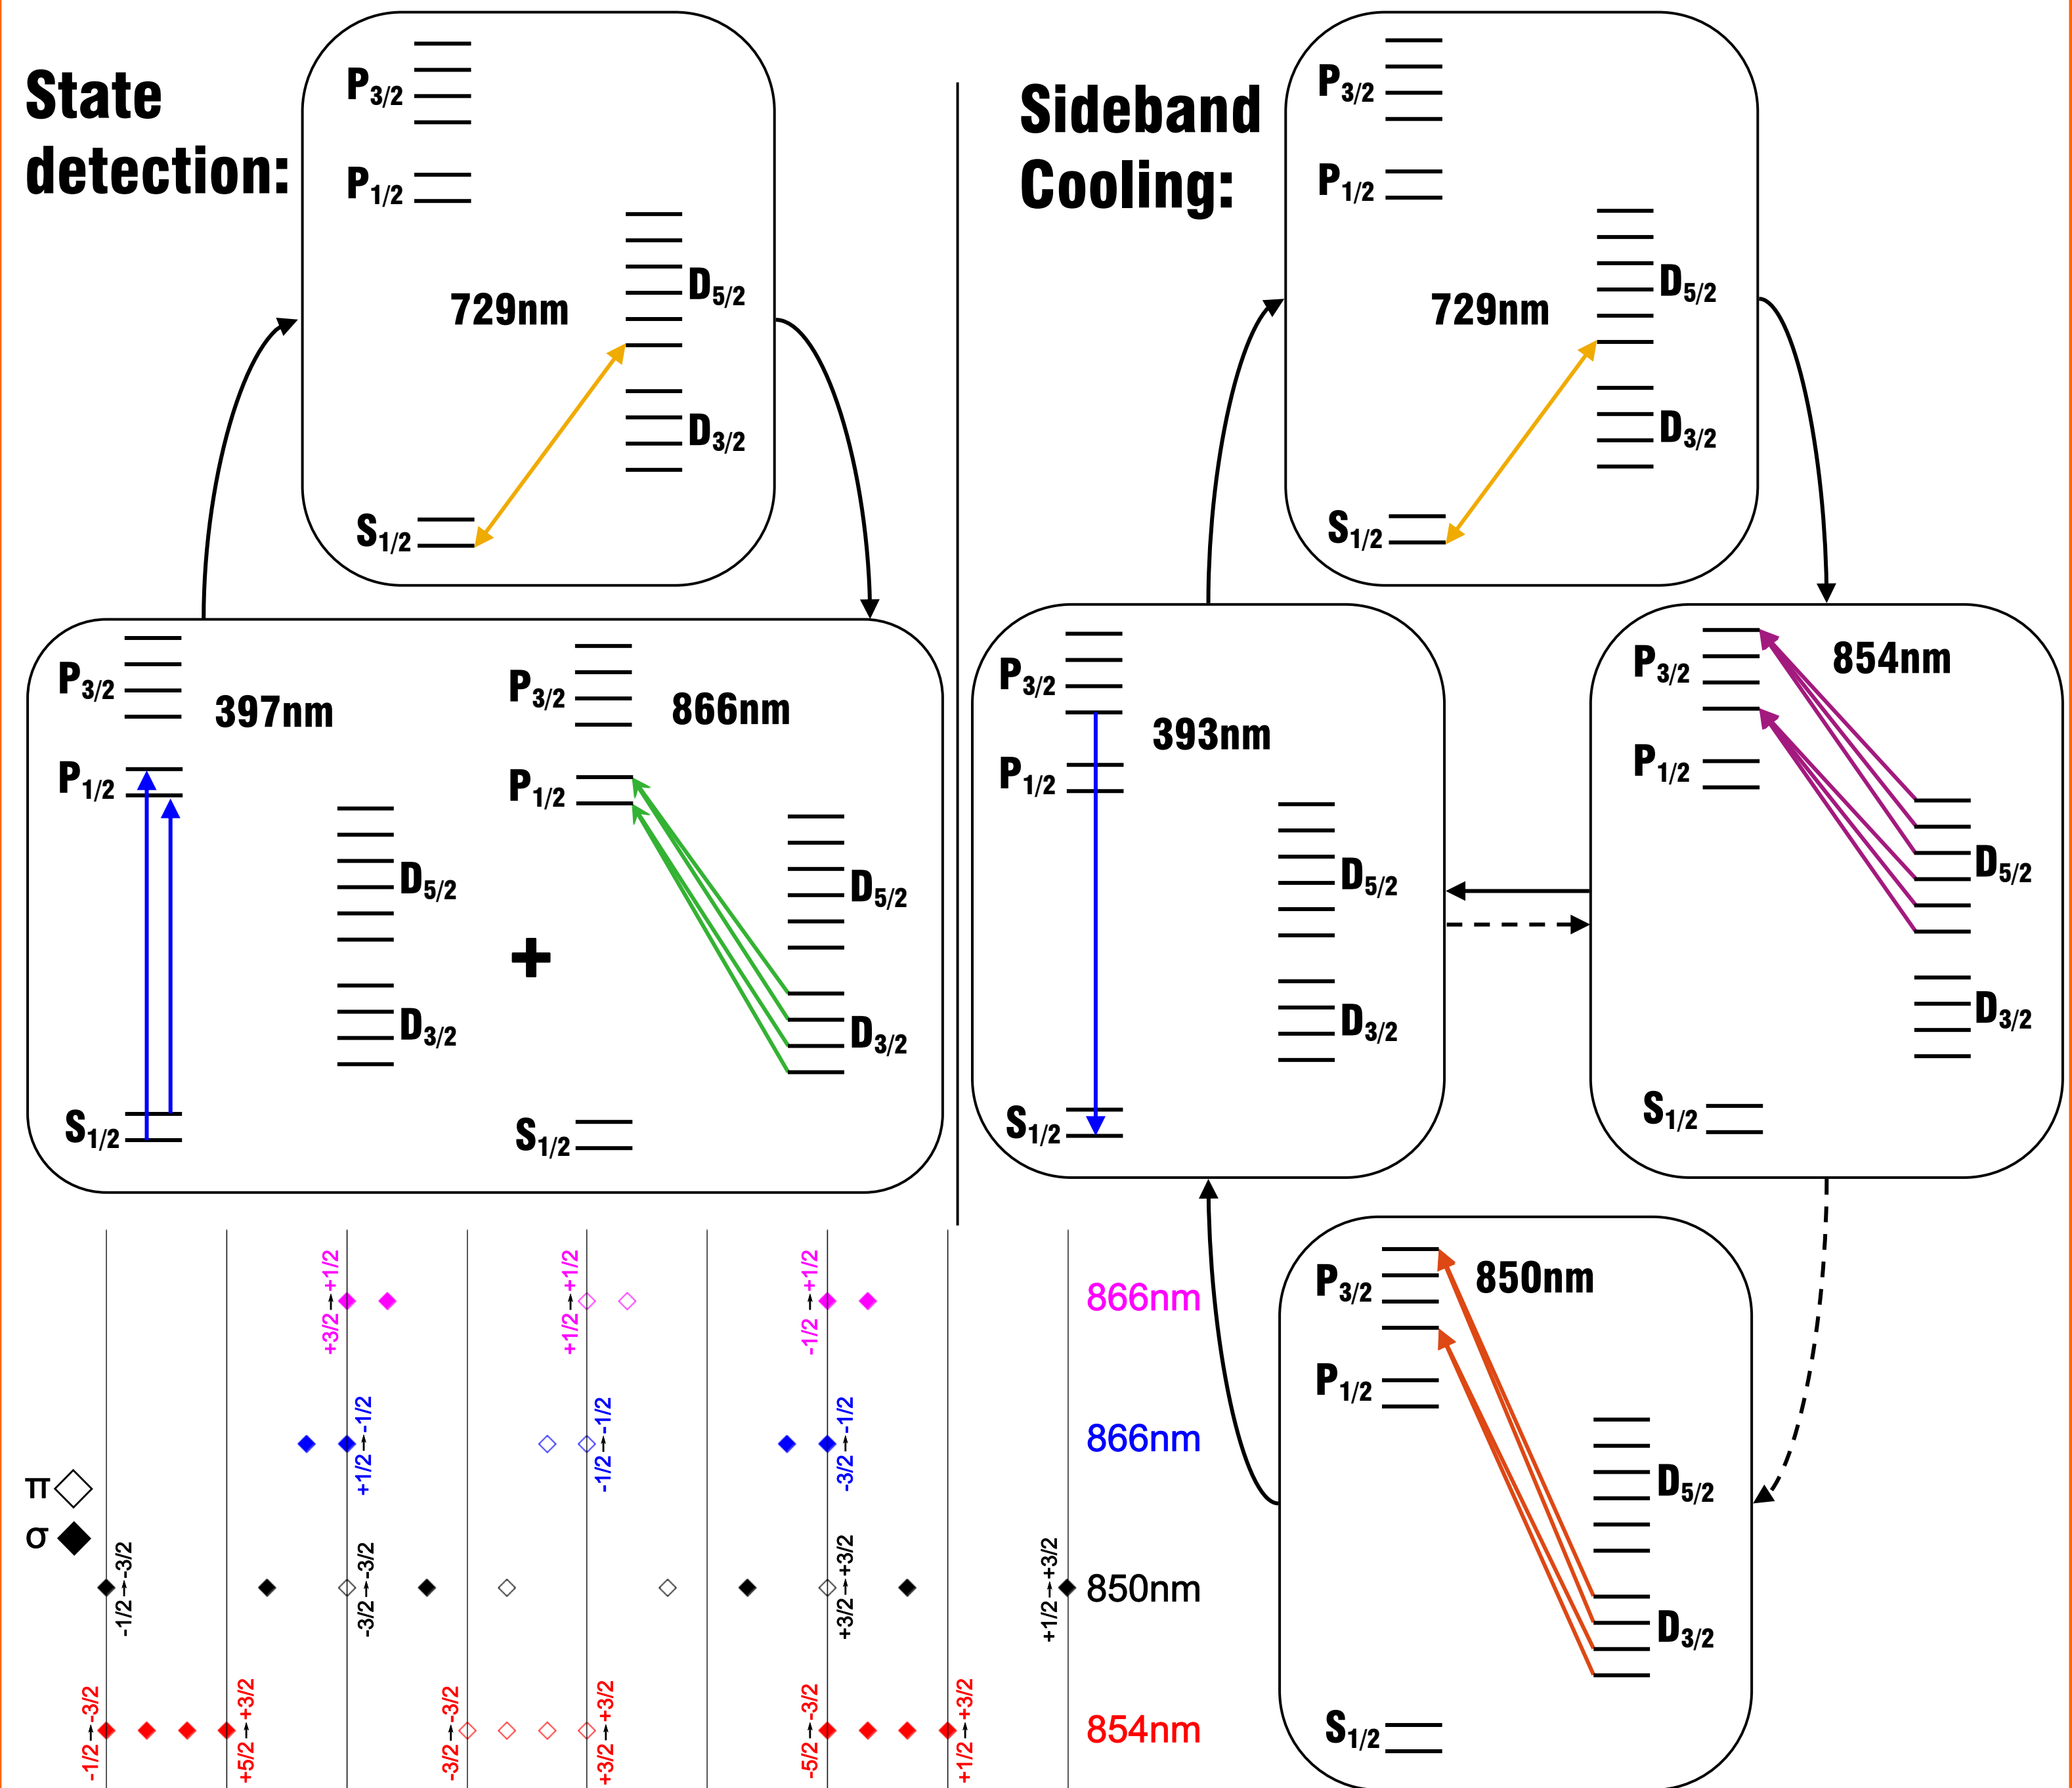 State
detection:
P3/2
P1/2
729nm
D5/2
D3/2
S1/2
P3/2
397nm
P1/2
D5/2
D3/2
S1/2
+
P3/2
866nm
P1/2
D5/2
D3/2
S1/2
Sideband
Cooling:
P3/2
P1/2
729nm
D5/2
D3/2
S1/2
P3/2
393nm
P1/2
D5/2
D3/2
S1/2
P3/2
854nm
P1/2
D5/2
D3/2
S1/2
P3/2
850nm
P1/2
D5/2
D3/2
S1/2
+3/2→+1/2
+1/2→+1/2
-1/2→+1/2
866nm
+1/2→-1/2
-1/2→-1/2
-3/2→-1/2
866nm
π
σ
-1/2→-3/2
-3/2→-3/2
+3/2→+3/2
+1/2→+3/2
850nm
-1/2→-3/2
+5/2→+3/2
-3/2→-3/2
+3/2→+3/2
-5/2→-3/2
+1/2→+3/2
854nm